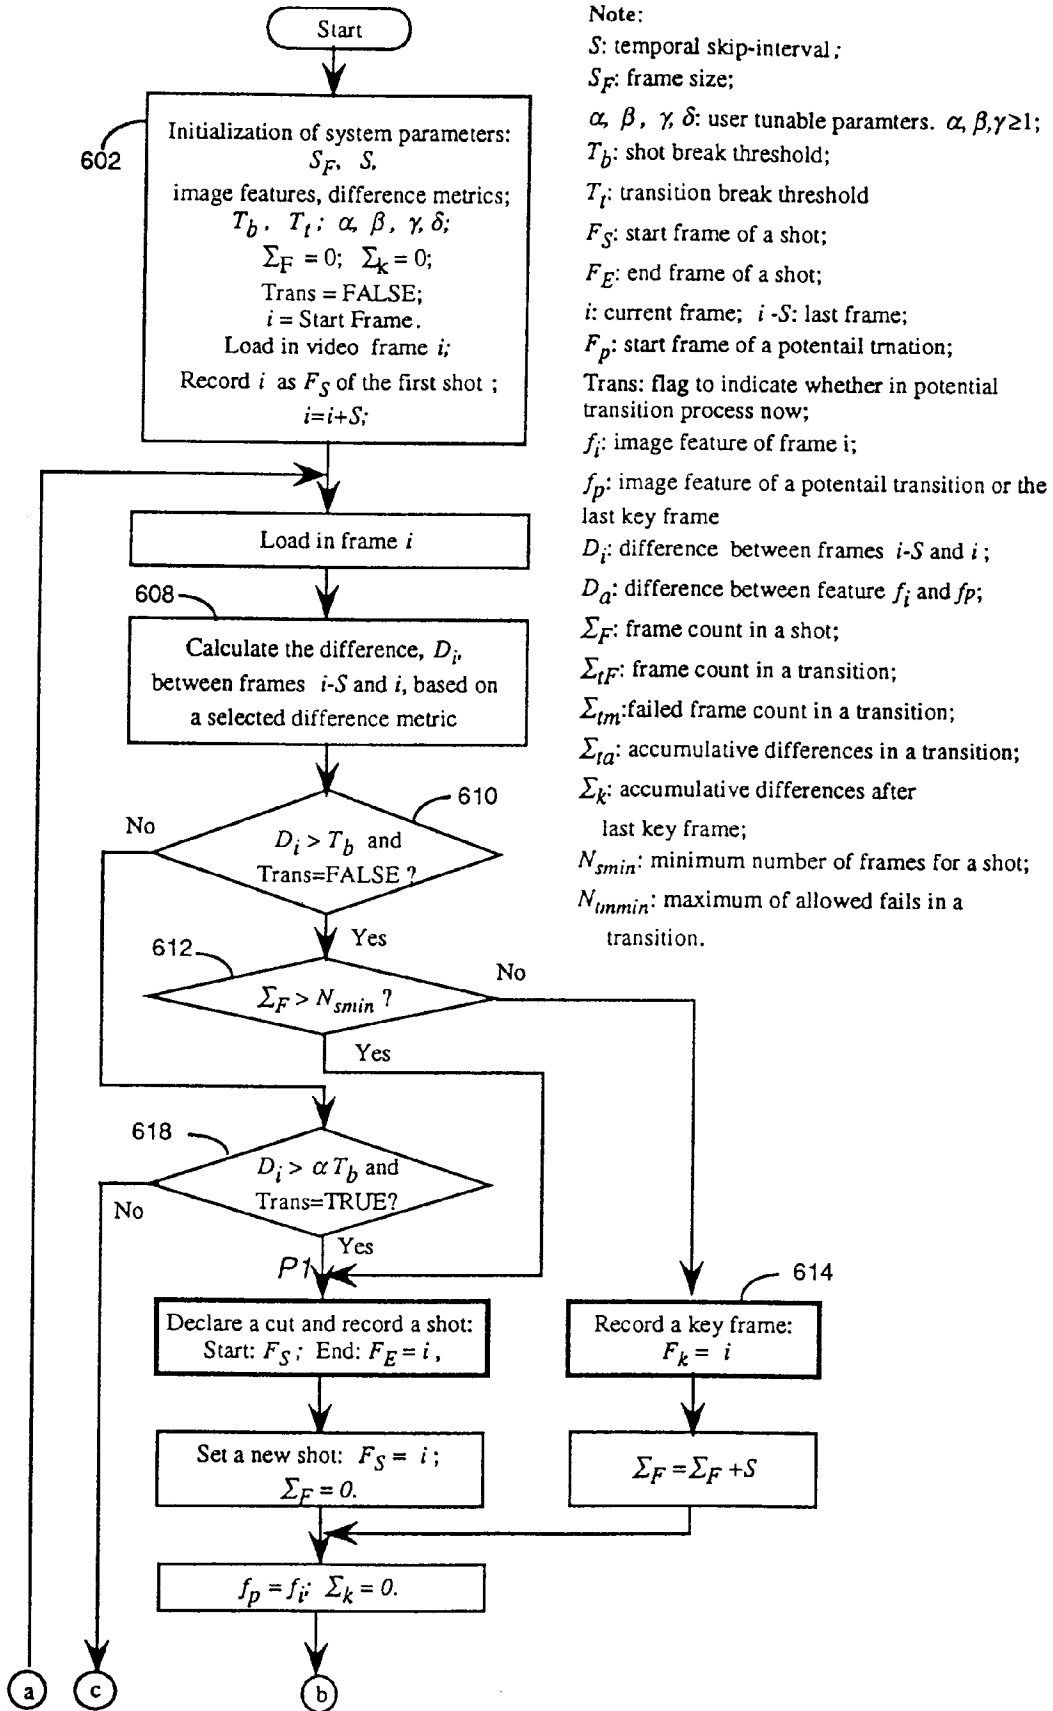 Start
602
Initialization of system parameters:
S_F, S,
image features, difference metrics;
T_b, T_t; α, β, γ, δ;
Σ_F = 0; Σ_k = 0;
Trans = FALSE;
i = Start Frame.
Load in video frame i;
Record i as F_S of the first shot ;
i=i+S;
Load in frame i
608
Calculate the difference, D_i,
between frames i-S and i, based on
a selected difference metric
610
No
D_i > T_b and
Trans=FALSE ?
Yes
612
No
Σ_F > N_smin ?
Yes
618
D_i > α T_b and
Trans=TRUE?
No
Yes
P1
614
Declare a cut and record a shot:
Start: F_S ; End: F_E = i ,
Record a key frame:
F_k = i
Set a new shot: F_S = i ;
Σ_F = 0.
Σ_F = Σ_F + S
f_p = f_i; Σ_k = 0.
a
c
b
Note:
S: temporal skip-interval ;
S_F: frame size;
α, β, γ, δ: user tunable paramters. α, β,γ≥1;
T_b: shot break threshold;
T_t: transition break threshold
F_S: start frame of a shot;
F_E: end frame of a shot;
i: current frame; i -S: last frame;
F_p: start frame of a potentail trnation;
Trans: flag to indicate whether in potential
transition process now;
f_i: image feature of frame i;
f_p: image feature of a potentail transition or the
last key frame
D_i: difference between frames i-S and i ;
D_a: difference between feature f_i and fp;
Σ_F: frame count in a shot;
Σ_tF: frame count in a transition;
Σ_tm:failed frame count in a transition;
Σ_ta: accumulative differences in a transition;
Σ_k: accumulative differences after
last key frame;
N_smin: minimum number of frames for a shot;
N_tmmin: maximum of allowed fails in a
transition.